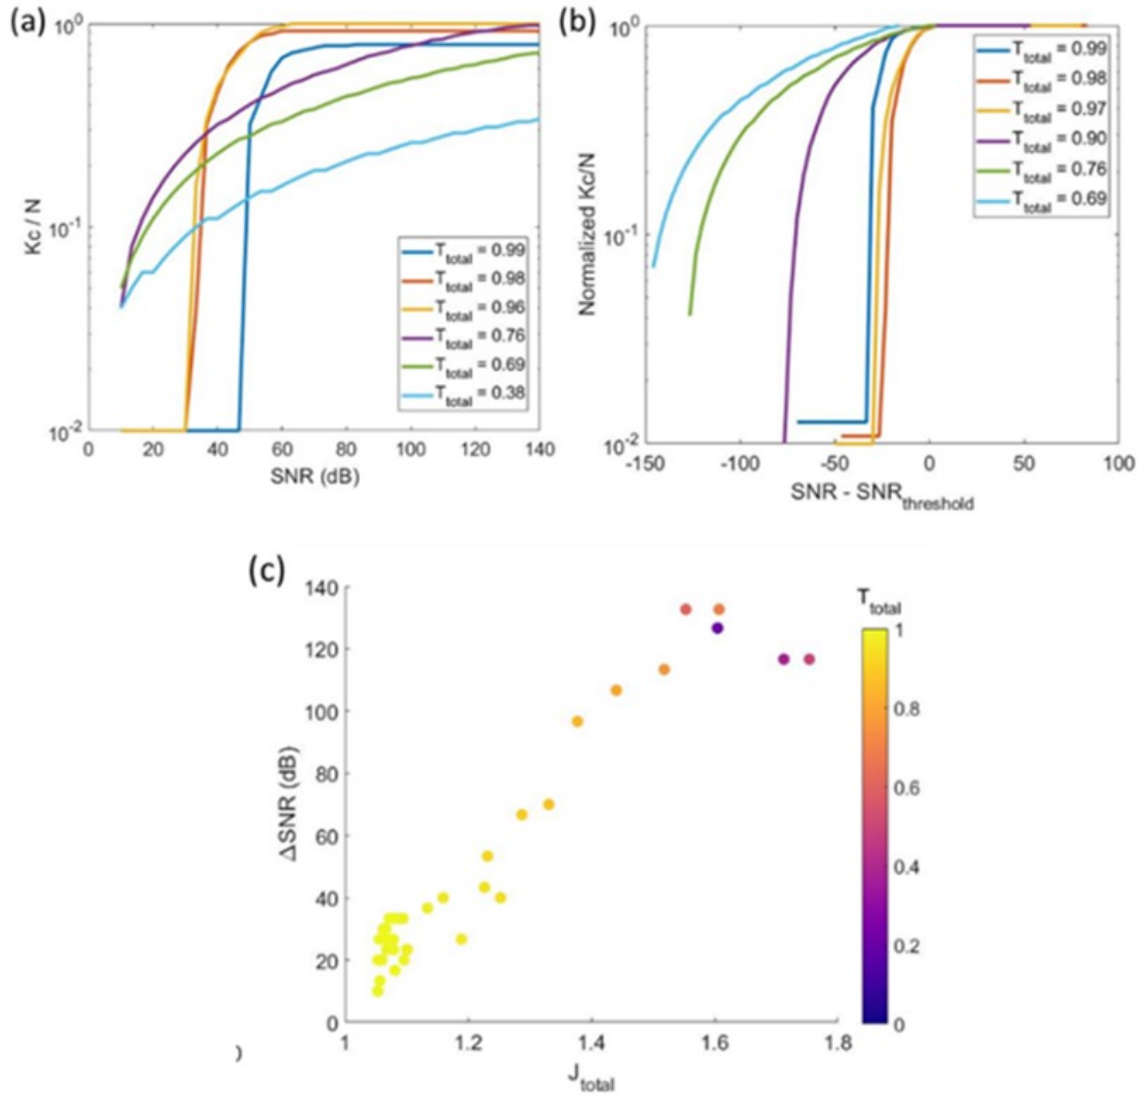 (a)
10⁰
10⁻¹
10⁻²
Kc / N
0 20 40 60 80 100 120 140
SNR (dB)
T_total = 0.99
T_total = 0.98
T_total = 0.96
T_total = 0.76
T_total = 0.69
T_total = 0.38
(b)
10⁰
10⁻¹
10⁻²
Normalized Kc/N
-150 -100 -50 0 50 100
SNR - SNR_threshold
T_total = 0.99
T_total = 0.98
T_total = 0.97
T_total = 0.90
T_total = 0.76
T_total = 0.69
(c)
140
120
100
80
60
40
20
0
ΔSNR (dB)
1 1.2 1.4 1.6 1.8
J_total
T_total
1
0.8
0.6
0.4
0.2
0